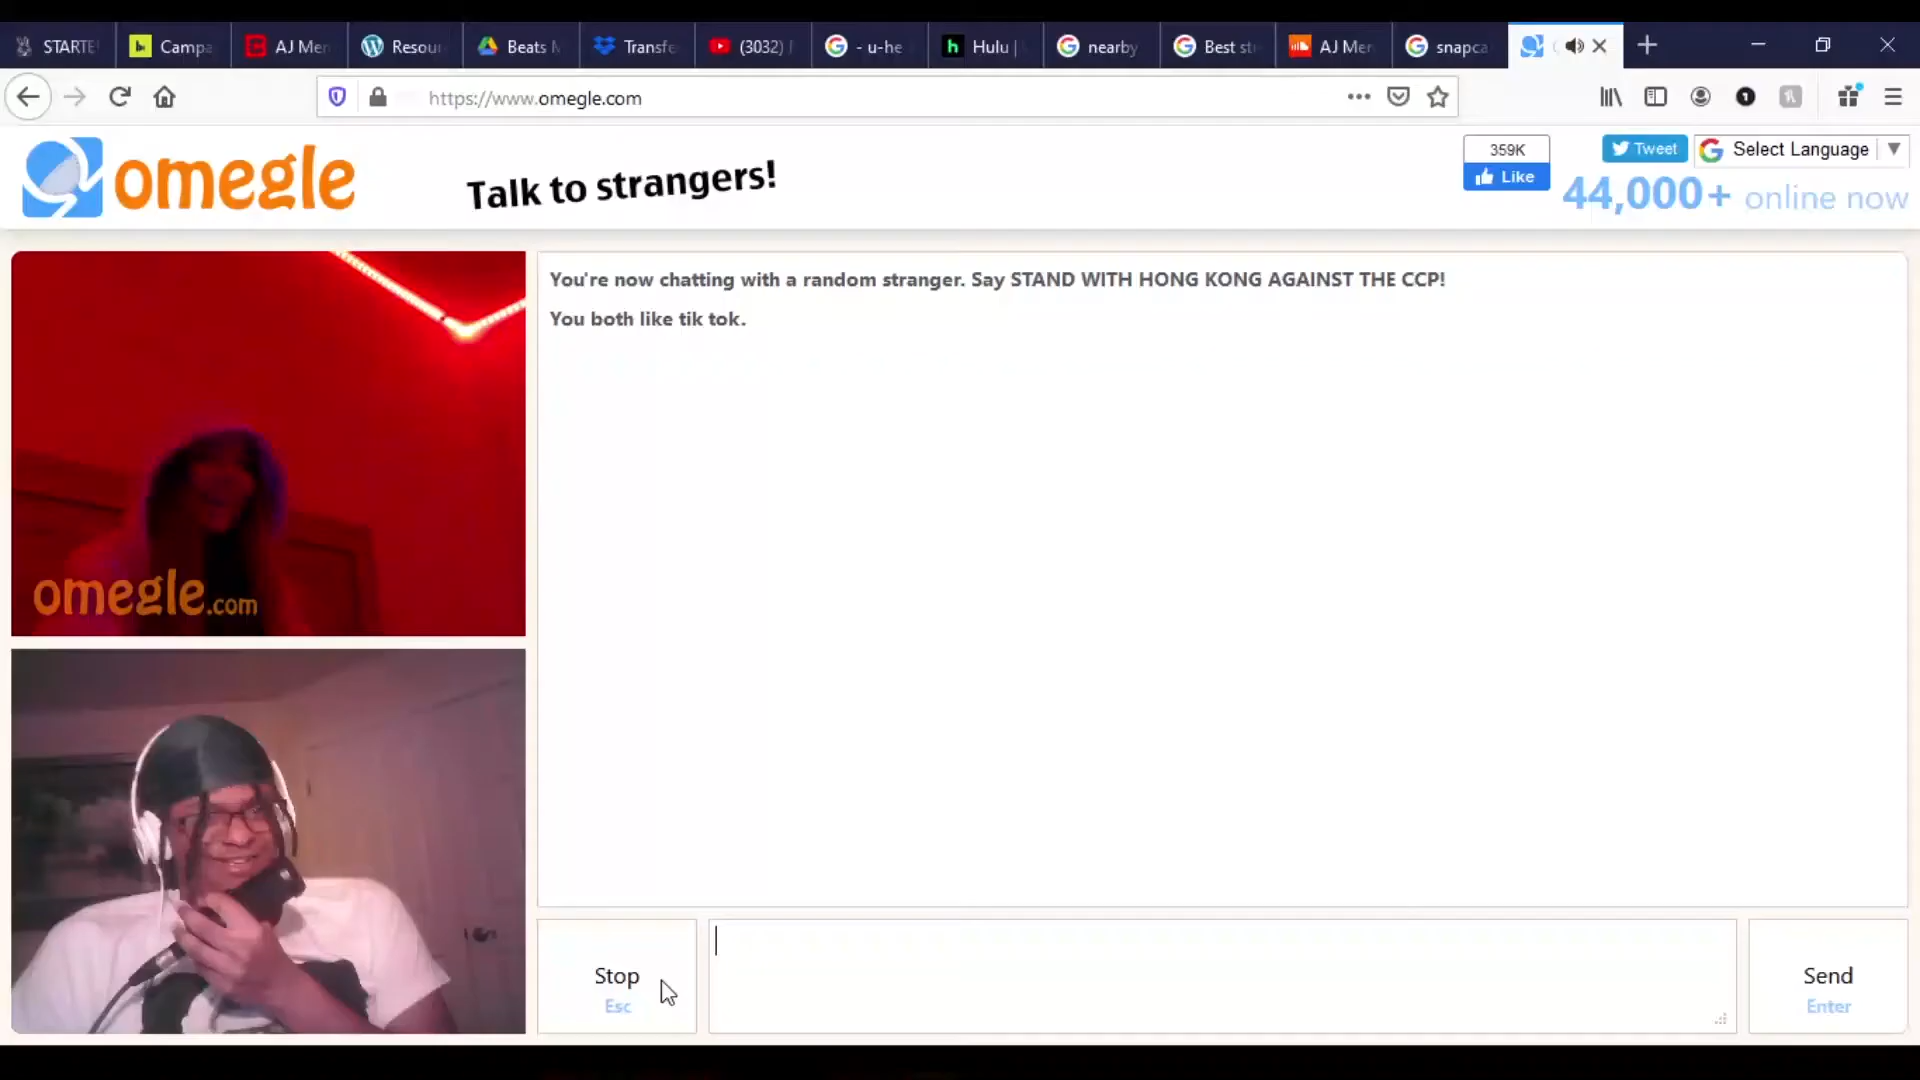 STARTE
Campa
AJ Mer
Resou
Beats M
Transfe
(3032)
- u-he
Hulu |
nearby
Best st
AJ Mer
snapca
https://www.omegle.com
omegle
Talk to strangers!
359K
Like
Tweet
Select Language
44,000+ online now
You're now chatting with a random stranger. Say STAND WITH HONG KONG AGAINST THE CCP!
You both like tik tok.
omegle.com
Stop
Esc
Send
Enter